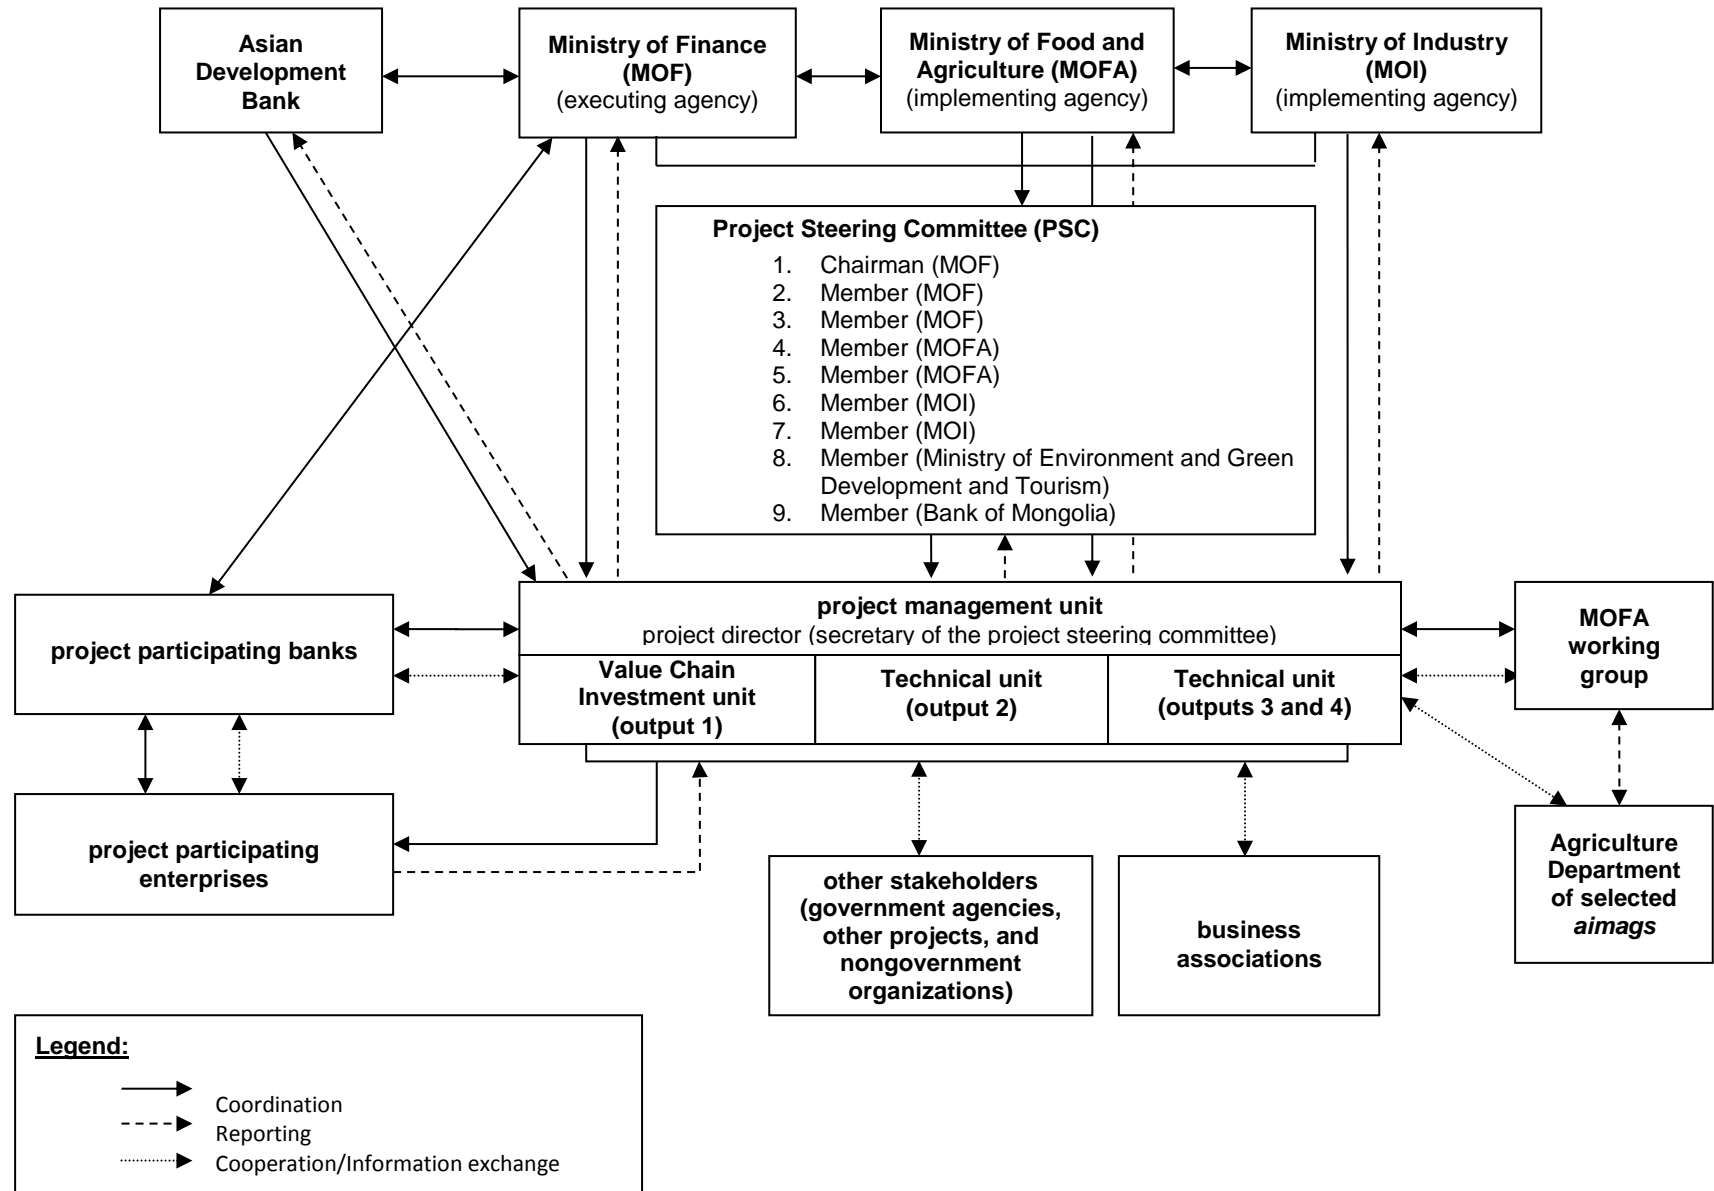 Asian
Development
Bank
Ministry of Finance
(MOF)
(executing agency)
Ministry of Food and
Agriculture (MOFA)
(implementing agency)
Ministry of Industry
(MOI)
(implementing agency)
Project Steering Committee (PSC)
1. Chairman (MOF)
2. Member (MOF)
3. Member (MOF)
4. Member (MOFA)
5. Member (MOFA)
6. Member (MOI)
7. Member (MOI)
8. Member (Ministry of Environment and Green
Development and Tourism)
9. Member (Bank of Mongolia)
project participating banks
project management unit
project director (secretary of the project steering committee)
Value Chain
Investment unit
(output 1)
Technical unit
(output 2)
Technical unit
(outputs 3 and 4)
MOFA
working
group
project participating
enterprises
other stakeholders
(government agencies,
other projects, and
nongovernment
organizations)
business
associations
Agriculture
Department
of selected
aimags
Legend:
Coordination
Reporting
Cooperation/Information exchange